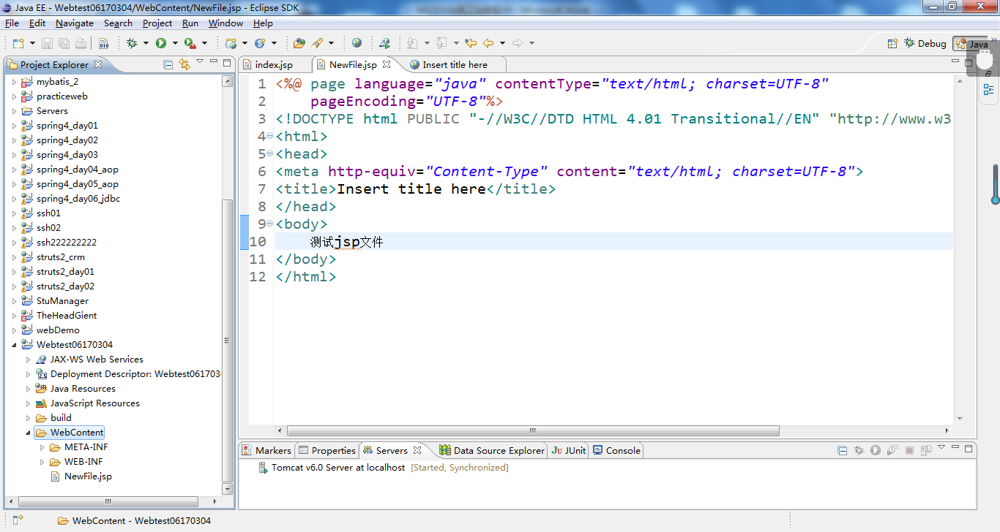 Java EE - Webtest06170304/WebContent/NewFile.jsp - Eclipse SDK
File Edit Navigate Search Project Run Window Help
Debug Java
Project Explorer
index.jsp NewFile.jsp Insert title here
mybatis_2
practiceweb
Servers
spring4_day01
spring4_day02
spring4_day03
spring4_day04_aop
spring4_day05_aop
spring4_day06_jdbc
ssh01
ssh02
ssh222222222
struts2_crm
struts2_day01
struts2_day02
StuManager
TheHeadGient
webDemo
Webtest06170304
JAX-WS Web Services
Deployment Descriptor: Webtest061703
Java Resources
JavaScript Resources
build
WebContent
META-INF
WEB-INF
NewFile.jsp
1 <%@ page language="java" contentType="text/html; charset=UTF-8"
2 pageEncoding="UTF-8"%>
3 <!DOCTYPE html PUBLIC "-//W3C//DTD HTML 4.01 Transitional//EN" "http://www.w3
4 <html>
5 <head>
6 <meta http-equiv="Content-Type" content="text/html; charset=UTF-8">
7 <title>Insert title here</title>
8 </head>
9 <body>
10 测试jsp文件
11 </body>
12 </html>
Markers Properties Servers Data Source Explorer JUnit Console
Tomcat v6.0 Server at localhost [Started, Synchronized]
WebContent - Webtest06170304